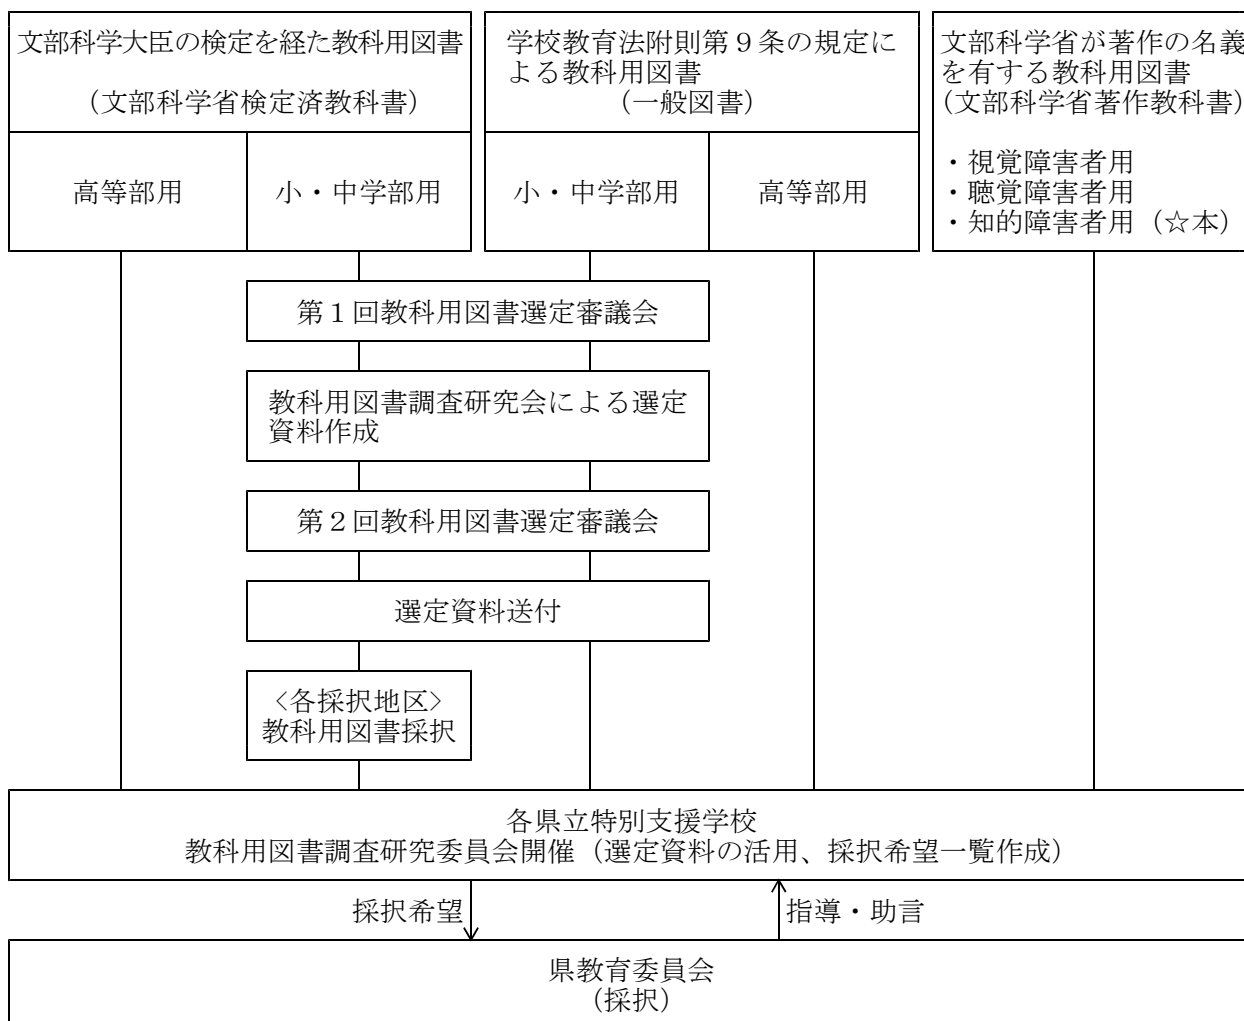 文部科学大臣の検定を経た教科用図書
（文部科学省検定済教科書）
高等部用
小・中学部用
学校教育法附則第９条の規定に
よる教科用図書
（一般図書）
小・中学部用
高等部用
文部科学省が著作の名義
を有する教科用図書
（文部科学省著作教科書）
・視覚障害者用
・聴覚障害者用
・知的障害者用（☆本）
第１回教科用図書選定審議会
教科用図書調査研究会による選定
資料作成
第２回教科用図書選定審議会
選定資料送付
〈各採択地区〉
教科用図書採択
各県立特別支援学校
教科用図書調査研究委員会開催（選定資料の活用、採択希望一覧作成）
採択希望
指導・助言
県教育委員会
（採択）